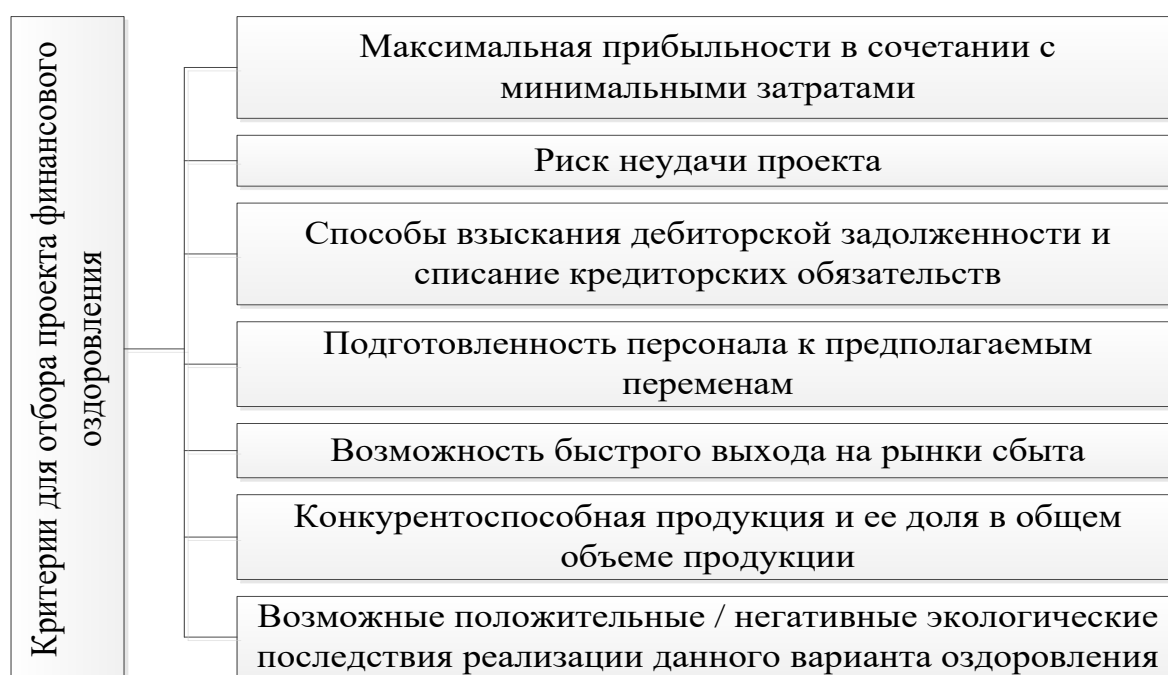 Критерии для отбора проекта финансового
оздоровления
Максимальная прибыльности в сочетании с
минимальными затратами
Риск неудачи проекта
Способы взыскания дебиторской задолженности и
списание кредиторских обязательств
Подготовленность персонала к предполагаемым
переменам
Возможность быстрого выхода на рынки сбыта
Конкурентоспособная продукция и ее доля в общем
объеме продукции
Возможные положительные / негативные экологические
последствия реализации данного варианта оздоровления